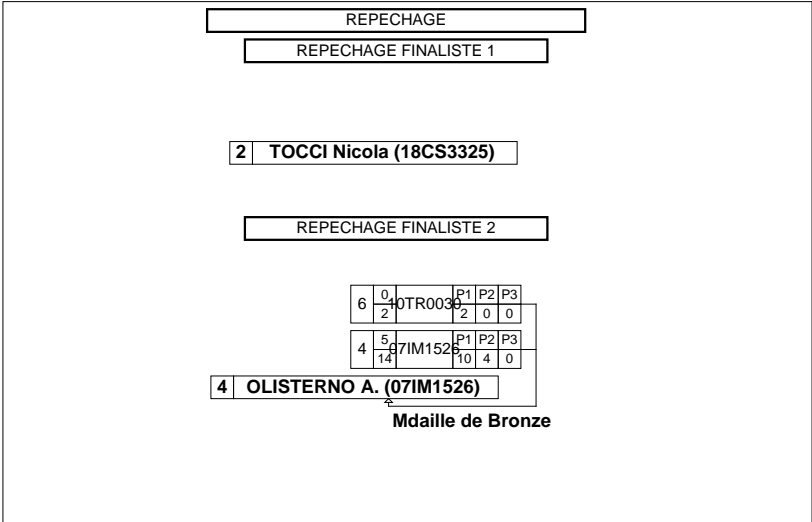 REPECHAGE
REPECHAGE FINALISTE 1
2 TOCCI Nicola (18CS3325)
REPECHAGE FINALISTE 2
6 0 2 10TR0030 P1 P2 P3 2 0 0
4 5 14 07IM1526 P1 P2 P3 10 4 0
4 OLISTERNO A. (07IM1526)
Mdaille de Bronze